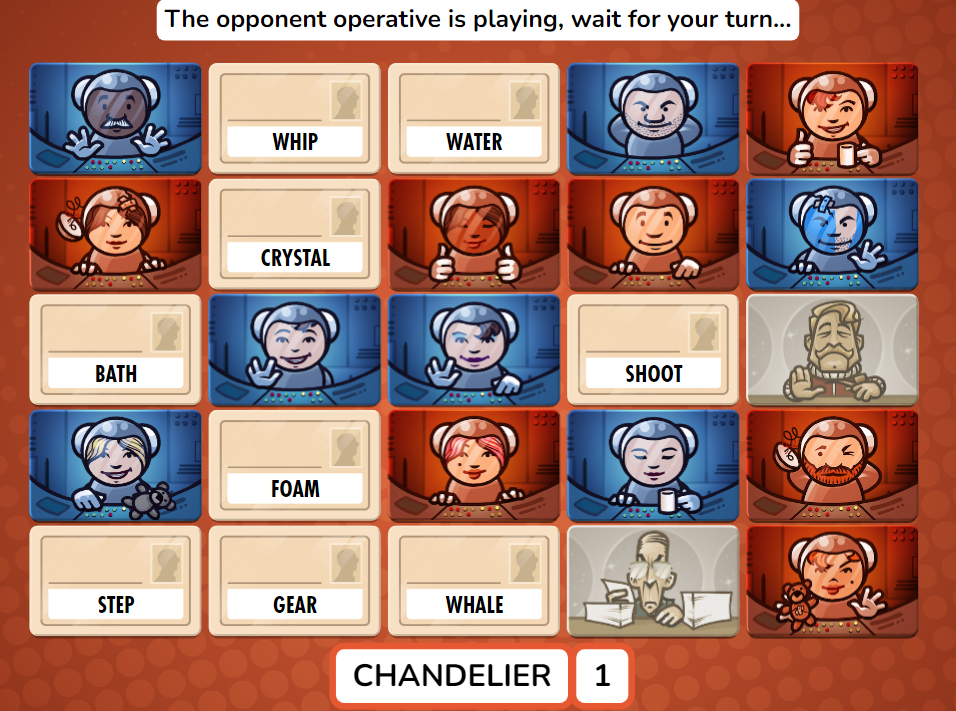 The opponent operative is playing, wait for your turn...
WHIP
WATER
CRYSTAL
BATH
SHOOT
FOAM
STEP
GEAR
WHALE
CHANDELIER
1